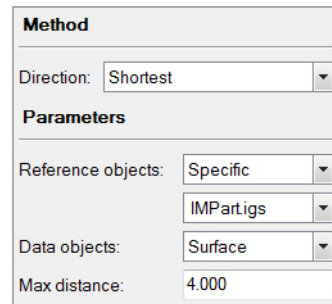 Method
Direction: Shortest
Parameters
Reference objects: Specific
IMPart.igs
Data objects: Surface
Max distance: 4.000